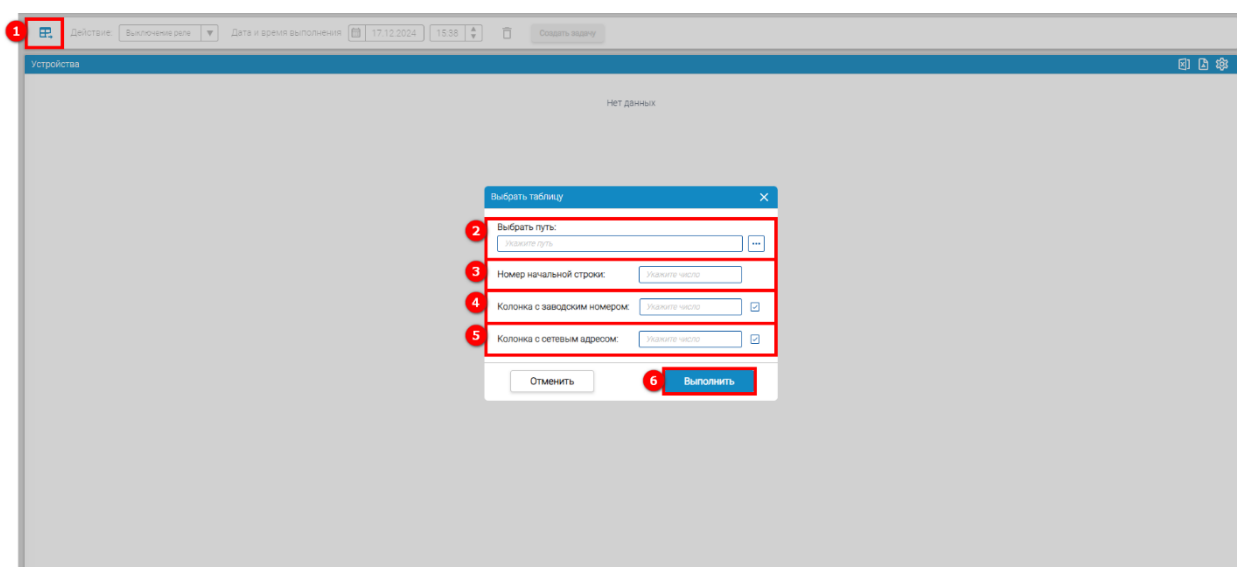 1 Действие: Выключение реле Дата и время выполнения 17.12.2024 15:38 Создать задачу
Устройства
Нет данных
Выбрать таблицу
2 Выбрать путь:
Укажите путь ...
3 Номер начальной строки: Укажите число
4 Колонка с заводским номером: Укажите число
5 Колонка с сетевым адресом: Укажите число
Отменить 6 Выполнить